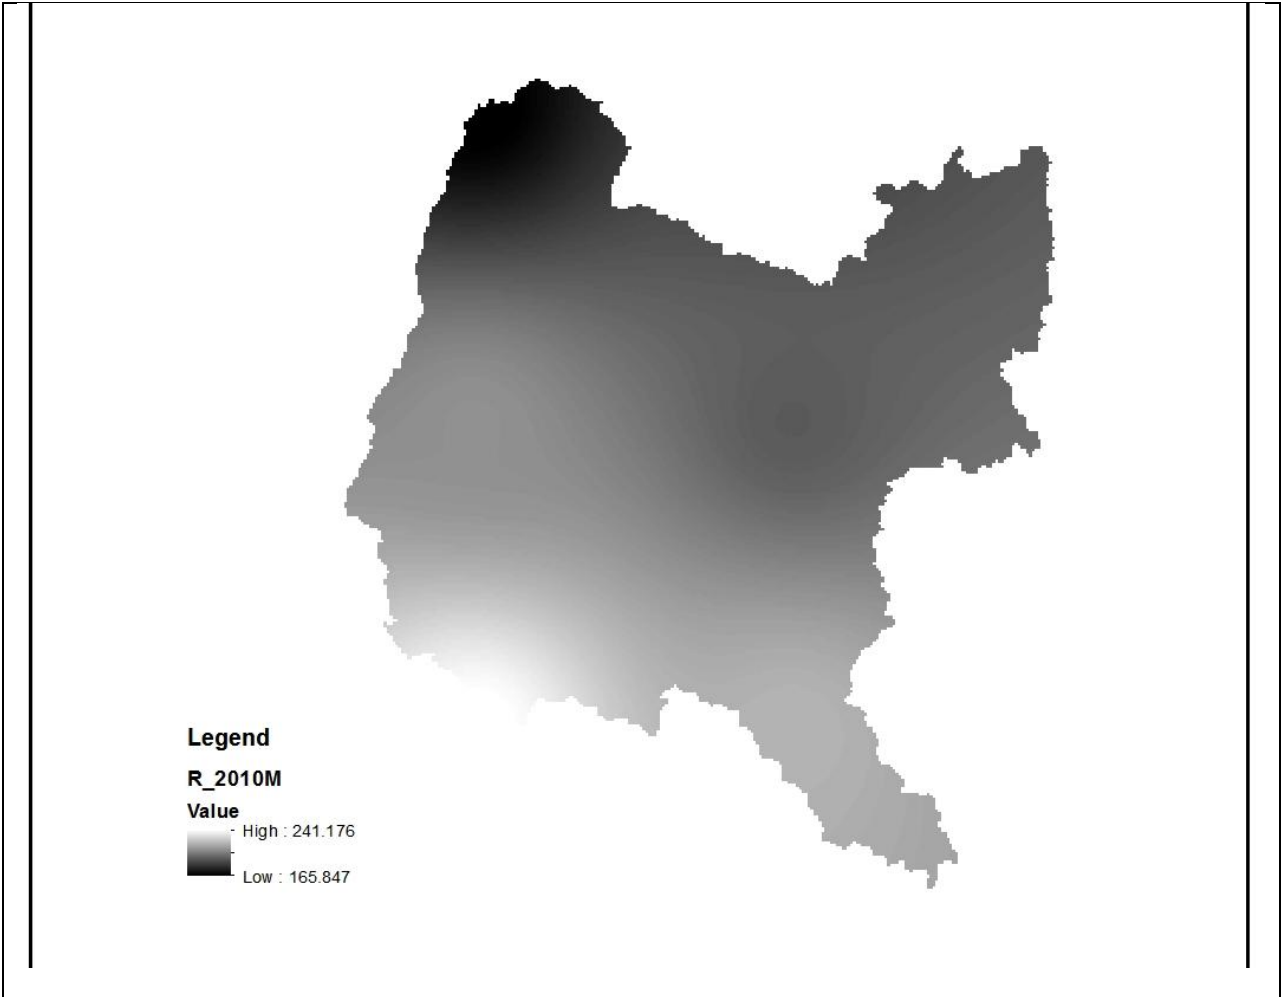 Legend
R_2010M
Value
High : 241.176
Low : 165.847